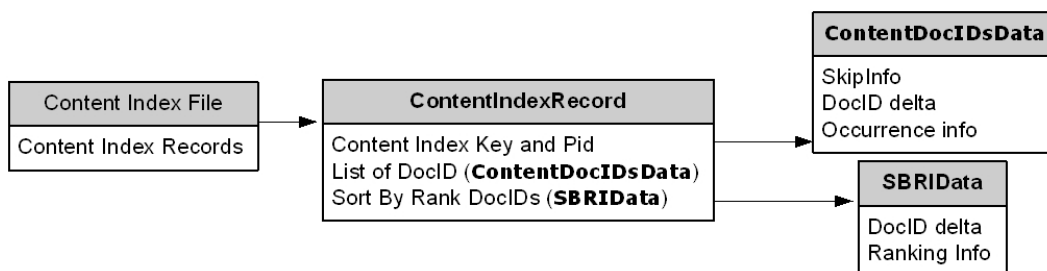 Content Index File
Content Index Records
ContentIndexRecord
Content Index Key and Pid
List of DocID (ContentDocIDsData)
Sort By Rank DocIDs (SBRIData)
ContentDocIDsData
SkipInfo
DocID delta
Occurrence info
SBRIData
DocID delta
Ranking Info